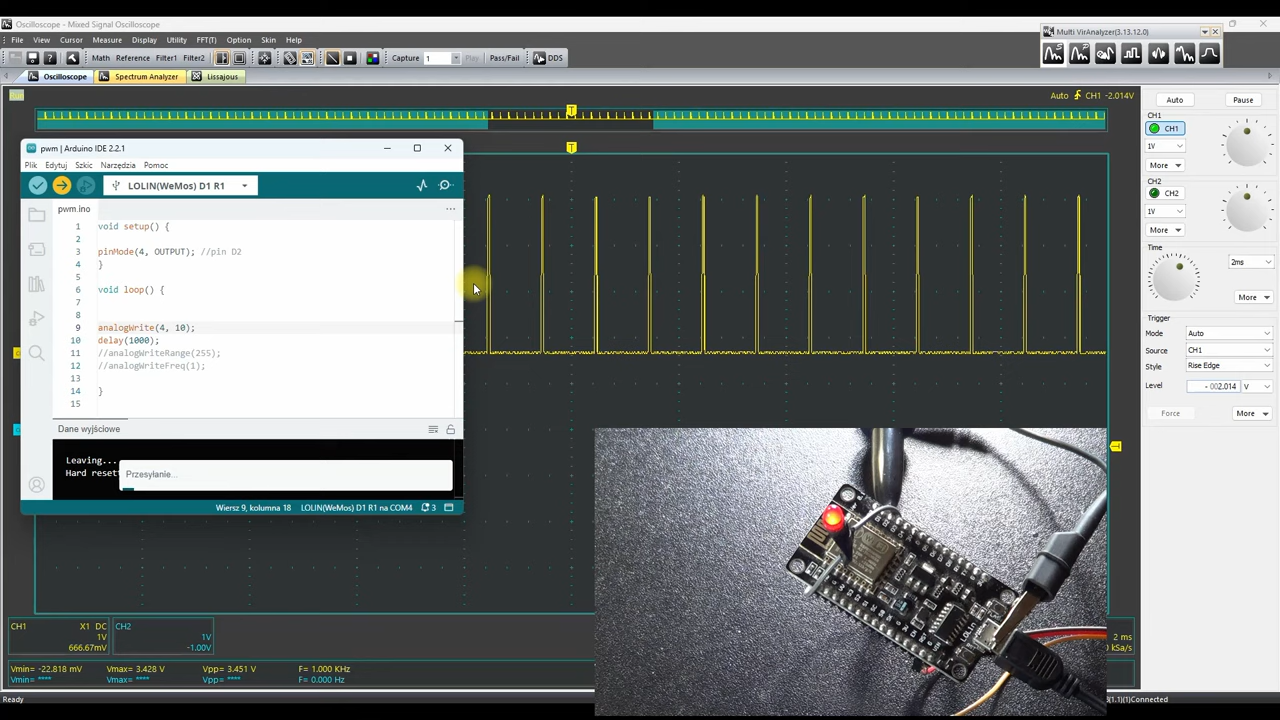 Oscilloscope - Mixed Signal Oscilloscope
File View Cursor Measure Display Utility FFT(T) Option Skin Help
Multi VirAnalyzer(3.13.12.0)
Math Reference Filter1 Filter2 Capture 1 Pass/Fail DDS
Oscilloscope Spectrum Analyzer Lissajous
Run
Auto CH1 -2.014V
T
T
Auto Pause
CH1
CH1
1V
More
CH2
CH2
1V
More
Time
2ms
More
Trigger
Mode Auto
Source CH1
Style Rise Edge
Level - 002.014 V
Force More
pwm | Arduino IDE 2.2.1
Plik Edytuj Szkic Narzędzia Pomoc
LOLIN(WeMos) D1 R1
pwm.ino
1 void setup() {
2
3 pinMode(4, OUTPUT); //pin D2
4 }
5
6 void loop() {
7
8
9 analogWrite(4, 10);
10 delay(1000);
11 //analogWriteRange(255);
12 //analogWriteFreq(1);
13
14 }
15
Dane wyjściowe
Leaving...
Hard reset
Przesyłanie...
Wiersz 9, kolumna 18 LOLIN(WeMos) D1 R1 na COM4 3
CH1 X1 DC
1V
666.67mV
CH2
1V
-1.00V
2 ms
kSa/s
Vmin= -22.818 mV Vmax= 3.428 V Vpp= 3.451 V F= 1.000 KHz
Vmin= **** Vmax= **** Vpp= **** F= 0.000 Hz
Ready
(1)Connected